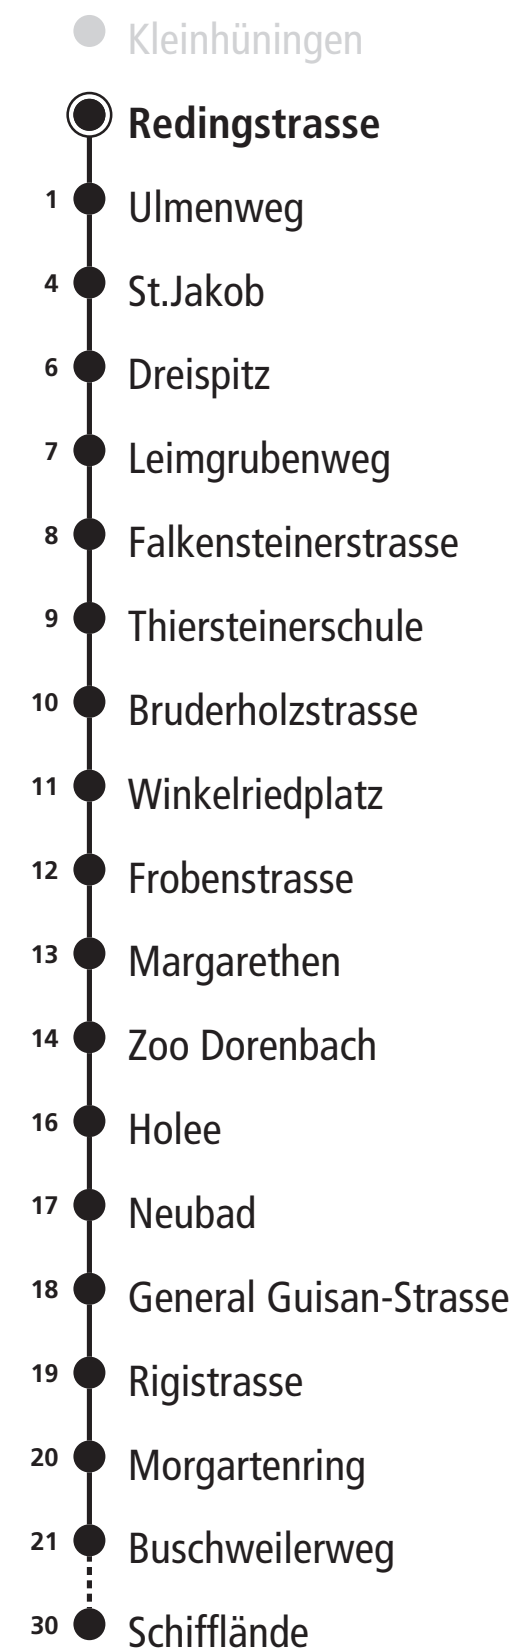 Kleinhüningen
Redingstrasse
1 Ulmenweg
4 St.Jakob
6 Dreispitz
7 Leimgrubenweg
8 Falkensteinerstrasse
9 Thiersteinerschule
10 Bruderholzstrasse
11 Winkelriedplatz
12 Frobenstrasse
13 Margarethen
14 Zoo Dorenbach
16 Holee
17 Neubad
18 General Guisan-Strasse
19 Rigistrasse
20 Morgartenring
21 Buschweilerweg
30 Schifflände